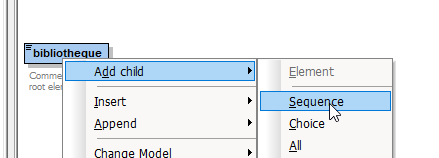 bibliotheque
Comme
root ele
Add child
Insert
Append
Change Model
Element
Sequence
Choice
All